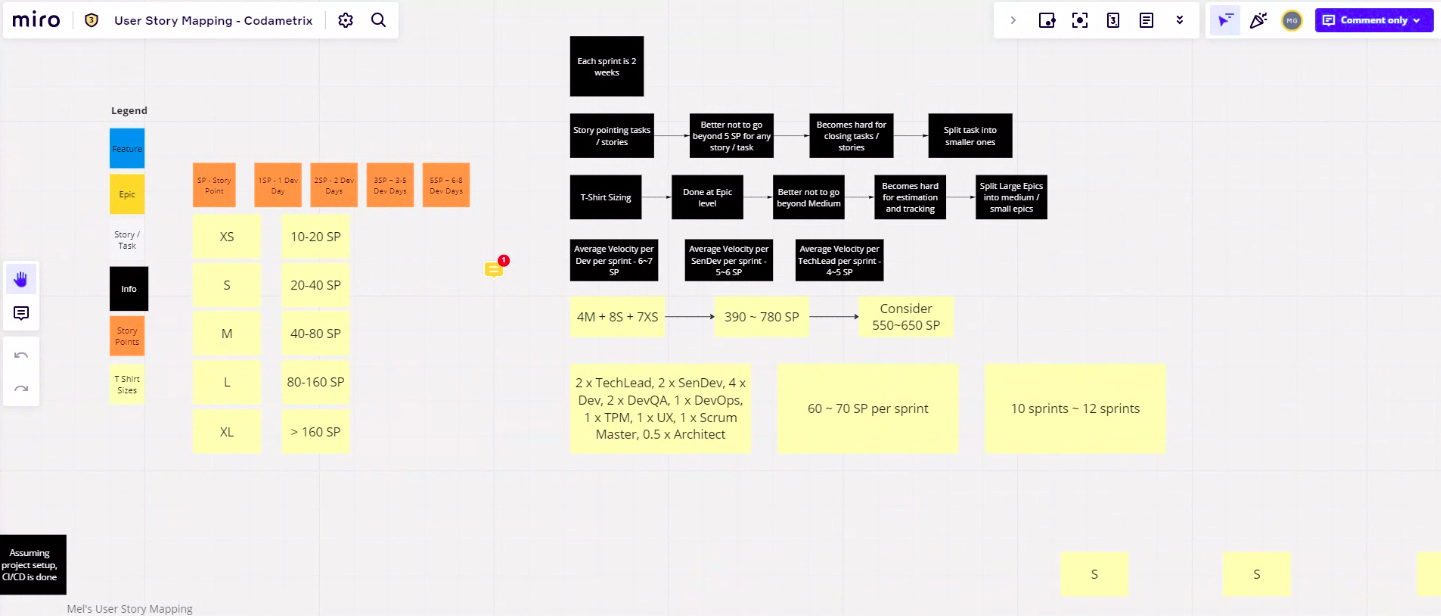 miro
3
User Story Mapping - Codametrix
3
MG
Comment only
Each sprint is 2
weeks
Legend
Feature
Epic
Story /
Task
Info
Story
Points
T Shirt
Sizes
SP - Story
Point
1SP - 1 Dev
Day
2SP - 2 Dev
Days
3SP ~ 3-5
Dev Days
5SP ~ 6-8
Dev Days
XS
10-20 SP
S
20-40 SP
M
40-80 SP
L
80-160 SP
XL
> 160 SP
1
Story pointing tasks
/ stories
Better not to go
beyond 5 SP for any
story / task
Becomes hard for
closing tasks /
stories
Split task into
smaller ones
T-Shirt Sizing
Done at Epic
level
Better not to go
beyond Medium
Becomes hard
for estimation
and tracking
Split Large Epics
into medium /
small epics
Average Velocity per
Dev per sprint - 6~7
SP
Average Velocity per
SenDev per sprint -
5~6 SP
Average Velocity per
TechLead per sprint -
4~5 SP
4M + 8S + 7XS
390 ~ 780 SP
Consider
550~650 SP
2 x TechLead, 2 x SenDev, 4 x
Dev, 2 x DevQA, 1 x DevOps,
1 x TPM, 1 x UX, 1 x Scrum
Master, 0.5 x Architect
60 ~ 70 SP per sprint
10 sprints ~ 12 sprints
Assuming
project setup,
CI/CD is done
S
S
Mel's User Story Mapping